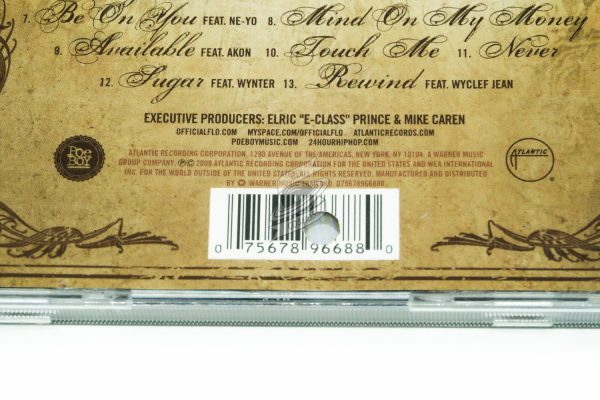 7. Be On You FEAT. NE-YO 8. Mind On My Money
9. Available FEAT. AKON 10. Touch Me 11. Never
12. Sugar FEAT. WYNTER 13. Rewind FEAT. WYCLEF JEAN
EXECUTIVE PRODUCERS: ELRIC "E-CLASS" PRINCE & MIKE CAREN
OFFICIALFLO.COM MYSPACE.COM/OFFICIALFLO ATLANTICRECORDS.COM
POEBOYMUSIC.COM 24HOURHIPHOP.COM
ATLANTIC RECORDING CORPORATION, 1290 AVENUE OF THE AMERICAS, NEW YORK, NY 10104. A WARNER MUSIC
GROUP COMPANY. ℗© 2009 ATLANTIC RECORDING CORPORATION FOR THE UNITED STATES AND WEA INTERNATIONAL
INC. FOR THE WORLD OUTSIDE OF THE UNITED STATES. ALL RIGHTS RESERVED. MANUFACTURED AND DISTRIBUTED
BY WARNER MUSIC 075678966880.
POE BOY
ATLANTIC
0 75678 96688 0